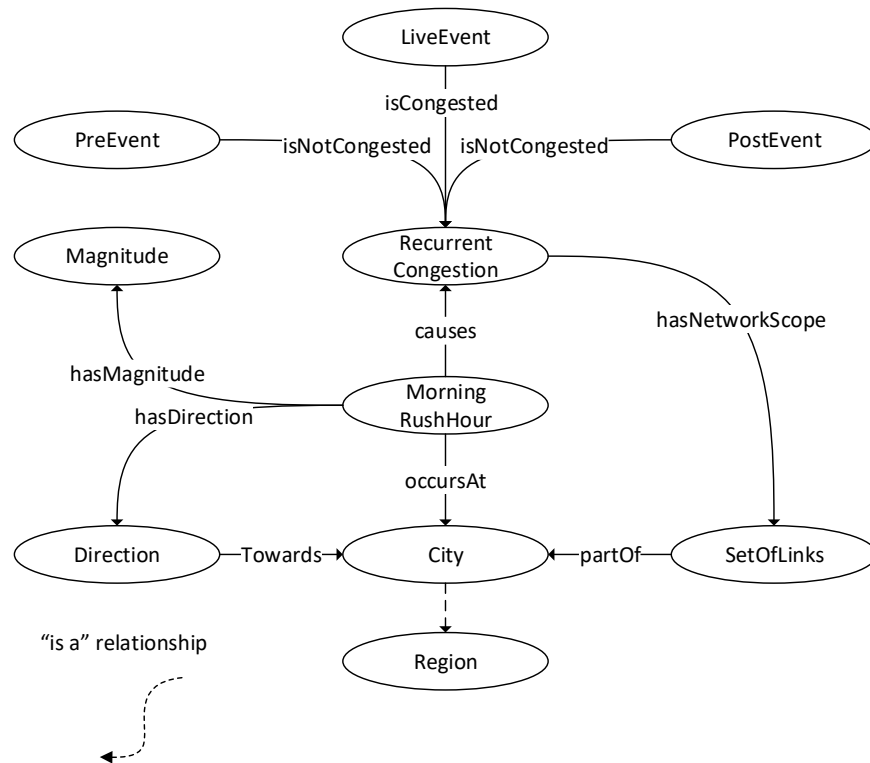 LiveEvent
isCongested
PreEvent
isNotCongested
isNotCongested
PostEvent
Magnitude
Recurrent
Congestion
hasNetworkScope
causes
hasMagnitude
Morning
RushHour
hasDirection
occursAt
Direction
Towards
City
partOf
SetOfLinks
“is a” relationship
Region